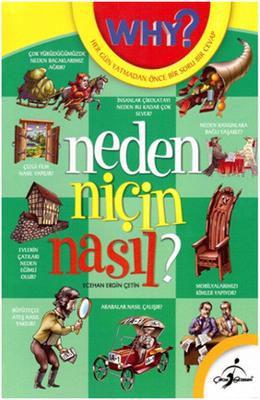 WHY?
HER GÜN YATMADAN ÖNCE BİR SORU BİR CEVAP
ÇOK YÜRÜDÜĞÜMÜZDE
NEDEN BACAKLARIMIZ
AĞRIR?
İNSANLAR ÇİKOLATAYI
NEDEN BU KADAR ÇOK
SEVER?
NEDEN KANUNLARA
BAĞLI YAŞARIZ?
ÇİZGİ FİLM
NASIL YAPILIR?
neden
niçin
nasıl?
ECEHAN ERGİN ÇETİN
EVLERİN
ÇATILARI
NEDEN
EĞİMLİ
OLUR?
MOBİLYALARIMIZI
KİMLER YAPIYOR?
BÜYÜTEÇLE
ATEŞ NASIL
YAKILIR?
ARABALAR NASIL ÇALIŞIR?